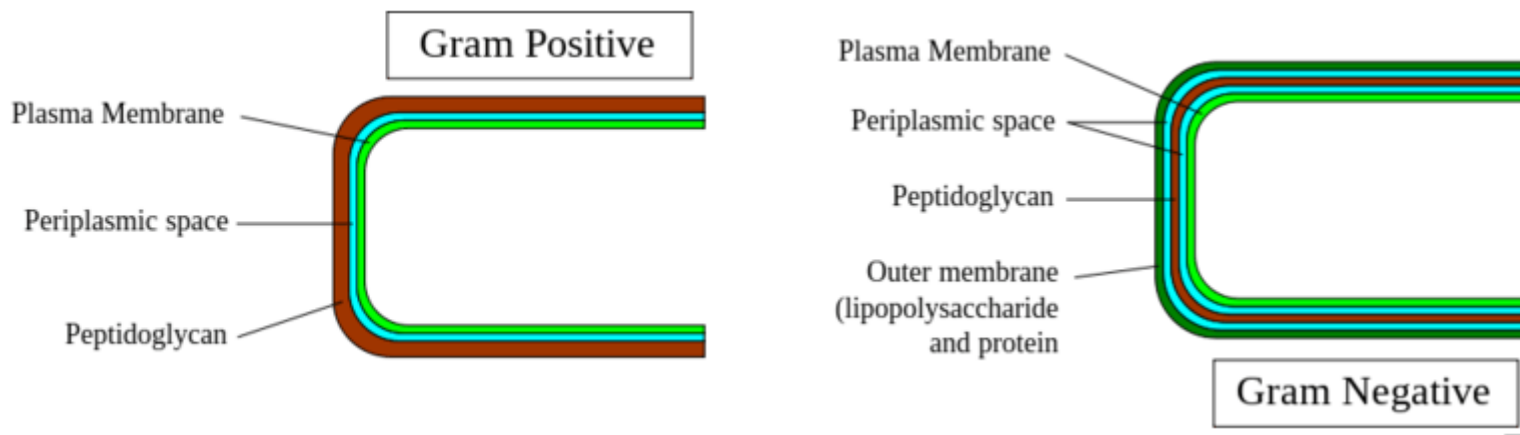 Gram Positive
Plasma Membrane
Periplasmic space
Peptidoglycan
Plasma Membrane
Periplasmic space
Peptidoglycan
Outer membrane
(lipopolysaccharide
and protein
Gram Negative